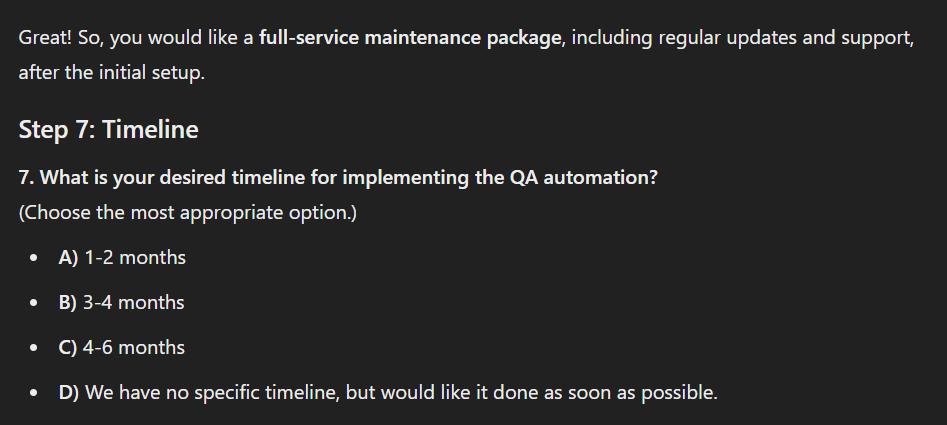 Great! So, you would like a full-service maintenance package, including regular updates and support,
after the initial setup.
Step 7: Timeline
7. What is your desired timeline for implementing the QA automation?
(Choose the most appropriate option.)
• A) 1-2 months
• B) 3-4 months
• C) 4-6 months
• D) We have no specific timeline, but would like it done as soon as possible.